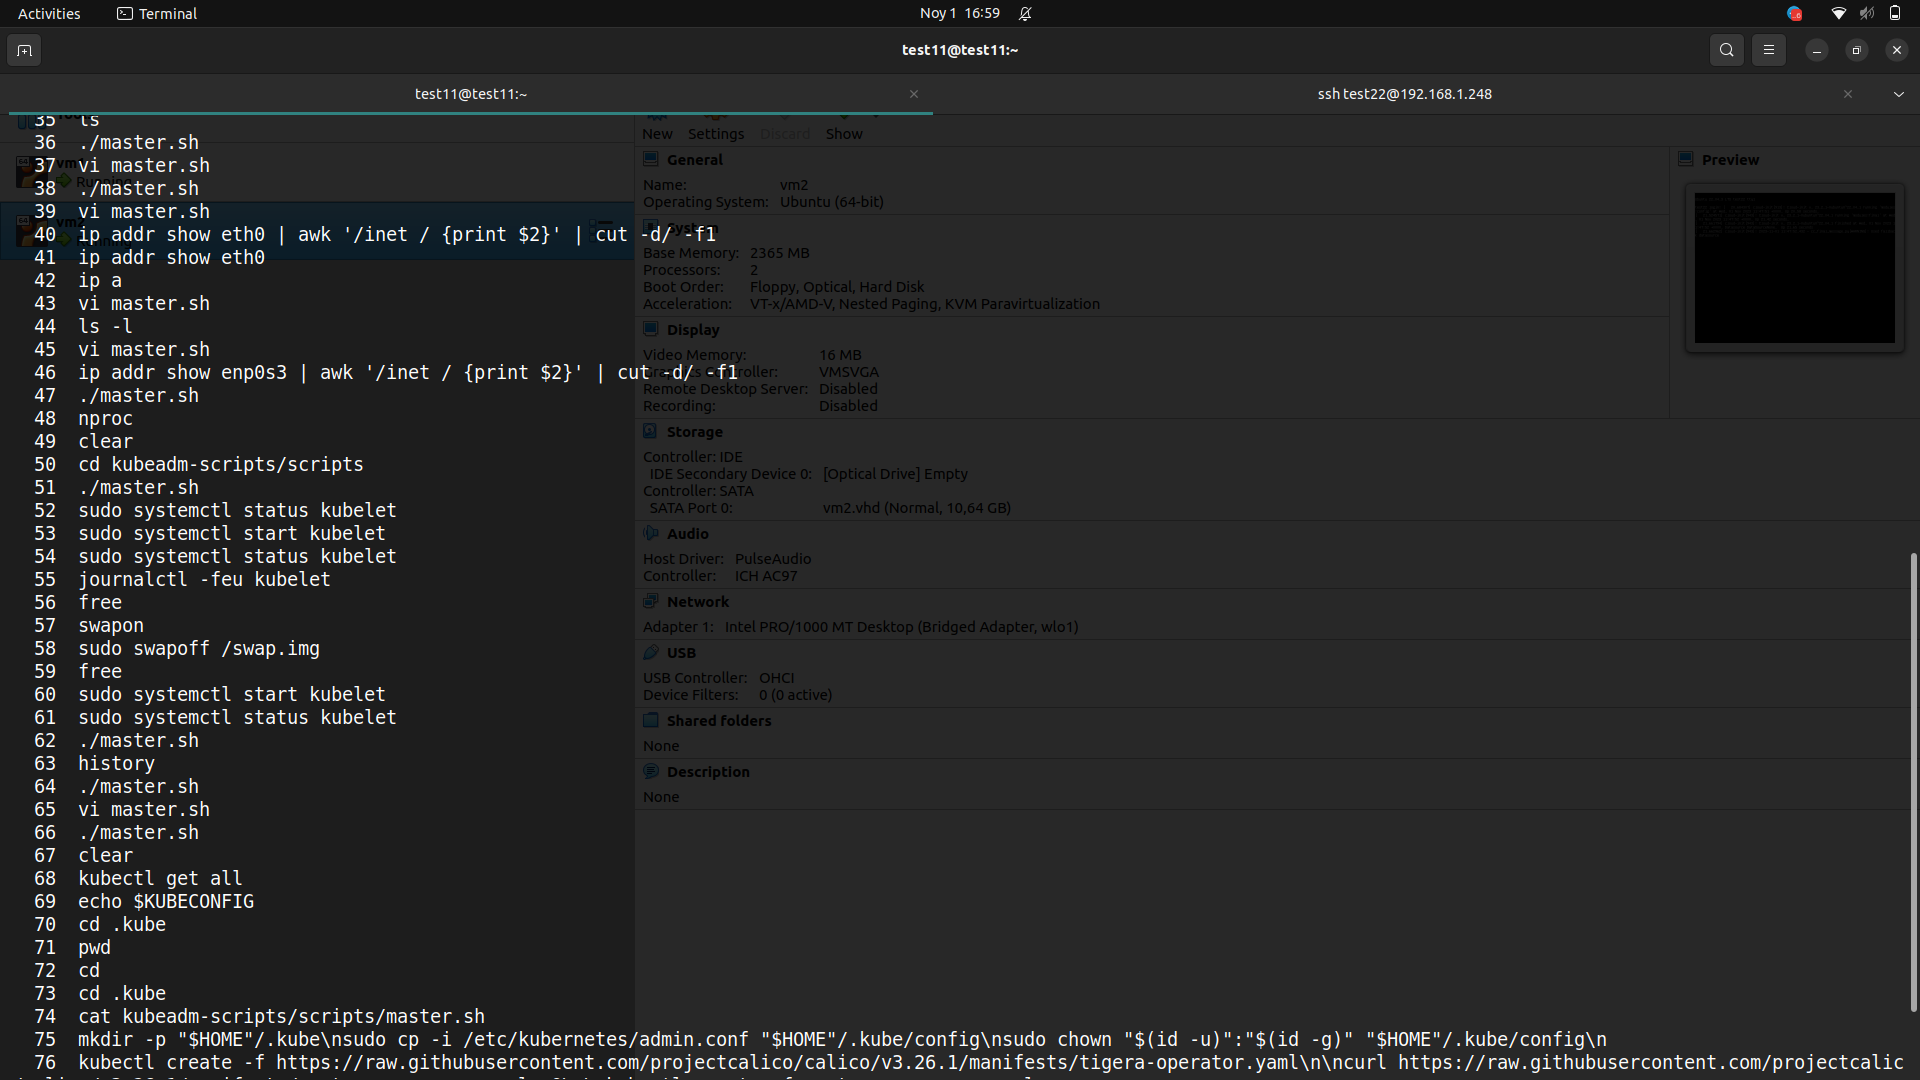 Activities Terminal Noy 1 16:59
test11@test11:~
test11@test11:~ ssh test22@192.168.1.248
35 ls
36 ./master.sh
37 vi master.sh
38 ./master.sh
39 vi master.sh
40 ip addr show eth0 | awk '/inet / {print $2}' | cut -d/ -f1
41 ip addr show eth0
42 ip a
43 vi master.sh
44 ls -l
45 vi master.sh
46 ip addr show enp0s3 | awk '/inet / {print $2}' | cut -d/ -f1
47 ./master.sh
48 nproc
49 clear
50 cd kubeadm-scripts/scripts
51 ./master.sh
52 sudo systemctl status kubelet
53 sudo systemctl start kubelet
54 sudo systemctl status kubelet
55 journalctl -feu kubelet
56 free
57 swapon
58 sudo swapoff /swap.img
59 free
60 sudo systemctl start kubelet
61 sudo systemctl status kubelet
62 ./master.sh
63 history
64 ./master.sh
65 vi master.sh
66 ./master.sh
67 clear
68 kubectl get all
69 echo $KUBECONFIG
70 cd .kube
71 pwd
72 cd
73 cd .kube
74 cat kubeadm-scripts/scripts/master.sh
75 mkdir -p "$HOME"/.kube\nsudo cp -i /etc/kubernetes/admin.conf "$HOME"/.kube/config\nsudo chown "$(id -u)":"$(id -g)" "$HOME"/.kube/config\n
76 kubectl create -f https://raw.githubusercontent.com/projectcalico/calico/v3.26.1/manifests/tigera-operator.yaml\n\ncurl https://raw.githubusercontent.com/projectcalic
New Settings Discard Show
General
Name: vm2
Operating System: Ubuntu (64-bit)
System
Base Memory: 2365 MB
Processors: 2
Boot Order: Floppy, Optical, Hard Disk
Acceleration: VT-x/AMD-V, Nested Paging, KVM Paravirtualization
Display
Video Memory: 16 MB
Controller: VMSVGA
Remote Desktop Server: Disabled
Recording: Disabled
Storage
Controller: IDE
IDE Secondary Device 0: [Optical Drive] Empty
Controller: SATA
SATA Port 0: vm2.vhd (Normal, 10,64 GB)
Audio
Host Driver: PulseAudio
Controller: ICH AC97
Network
Adapter 1: Intel PRO/1000 MT Desktop (Bridged Adapter, wlo1)
USB
USB Controller: OHCI
Device Filters: 0 (0 active)
Shared folders
None
Description
None
Preview